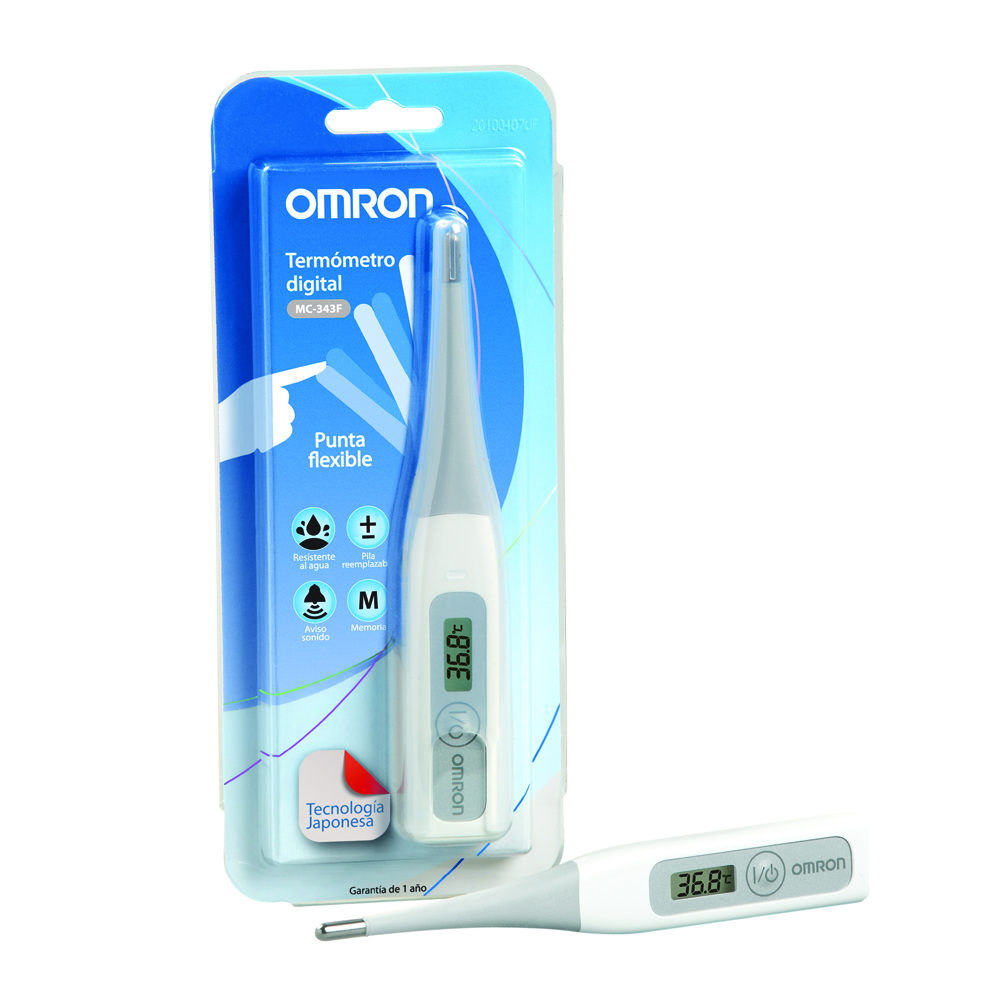 20100407UF
OMRON
Termómetro
digital
MC-343F
Punta
flexible
Resistente
al agua
±
Pila
reemplazab
Aviso
sonido
M
Memoria
36.8°C
I/
OMRON
Tecnología
Japonesa
Garantía de 1 año
36.8°C
I/
OMRON